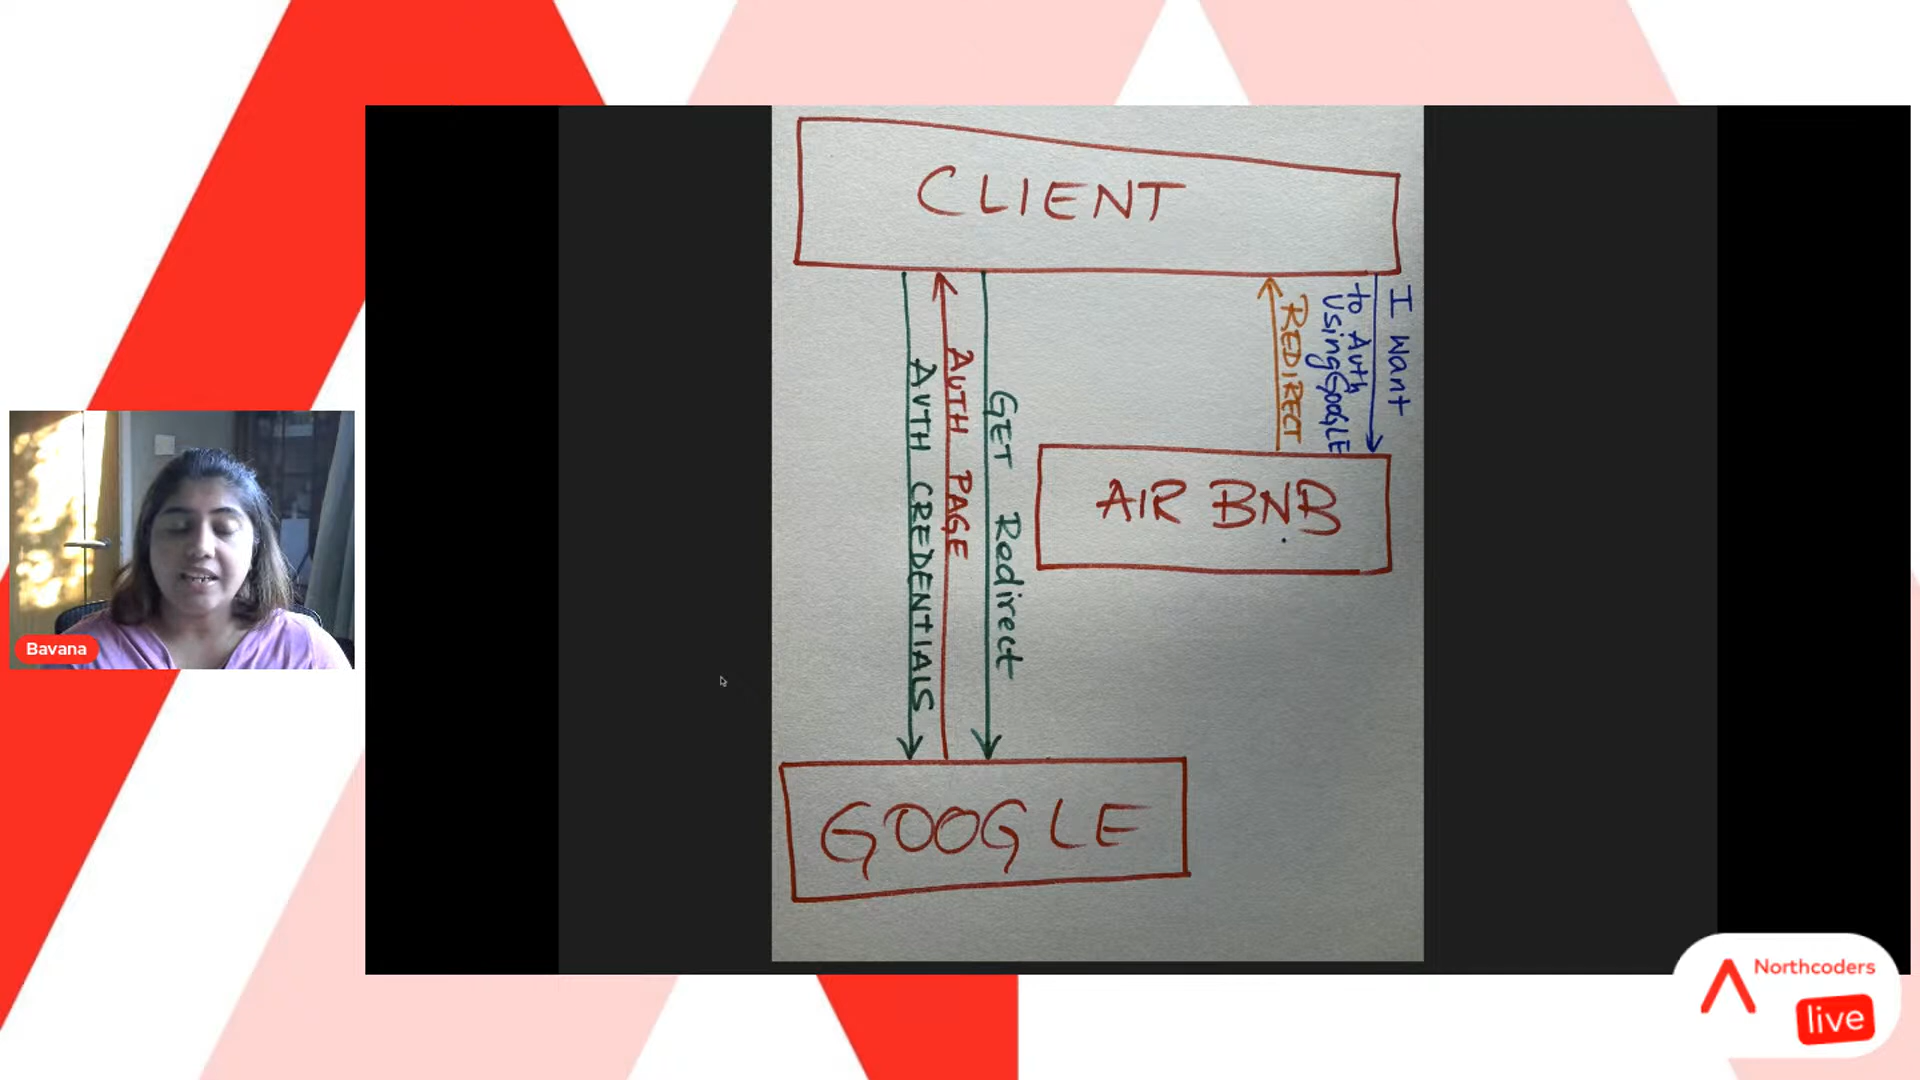 CLIENT
I want
to Auth
Using GOOGLE
REDIRECT
GET Redirect
AUTH PAGE
AUTH CREDENTIALS
AIR BNB
GOOGLE
Bavana
Northcoders
live